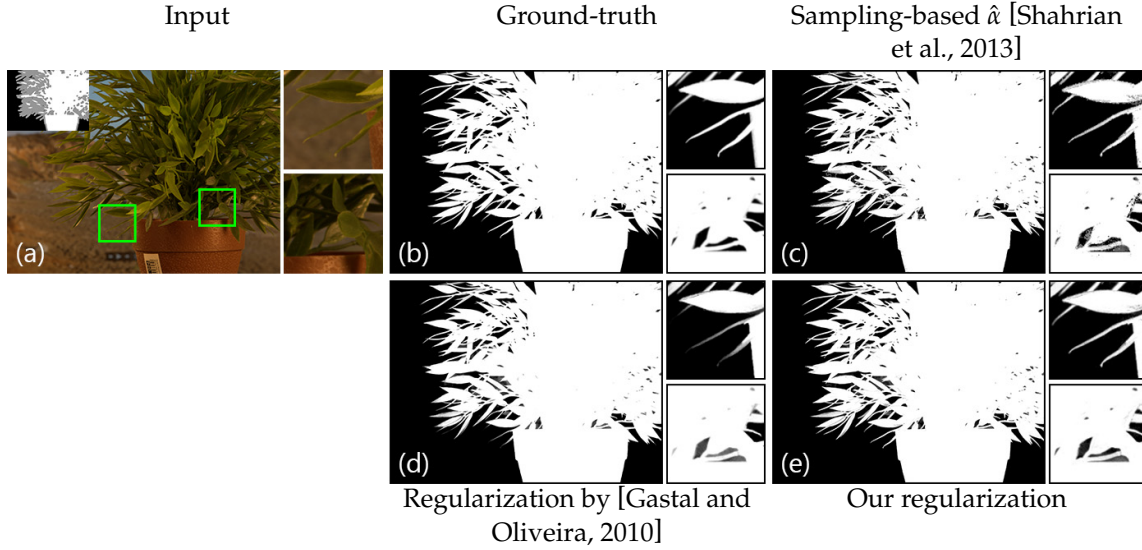 Input
Ground-truth
Sampling-based α̂ [Shahrian
et al., 2013]
(a)
(b)
(c)
(d)
(e)
Regularization by [Gastal and
Oliveira, 2010]
Our regularization